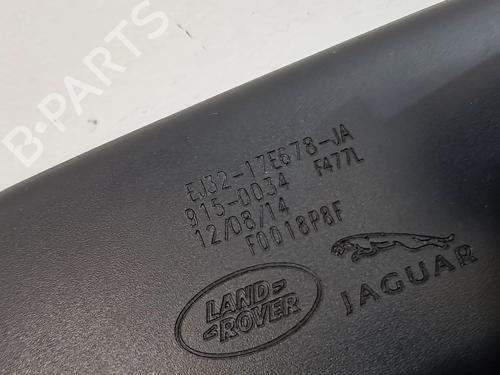 B-PARTS
EJ32-17E678-JA
915-0034 F477L
12/08/14
F0018P8F
LAND-
ROVER
JAGUAR